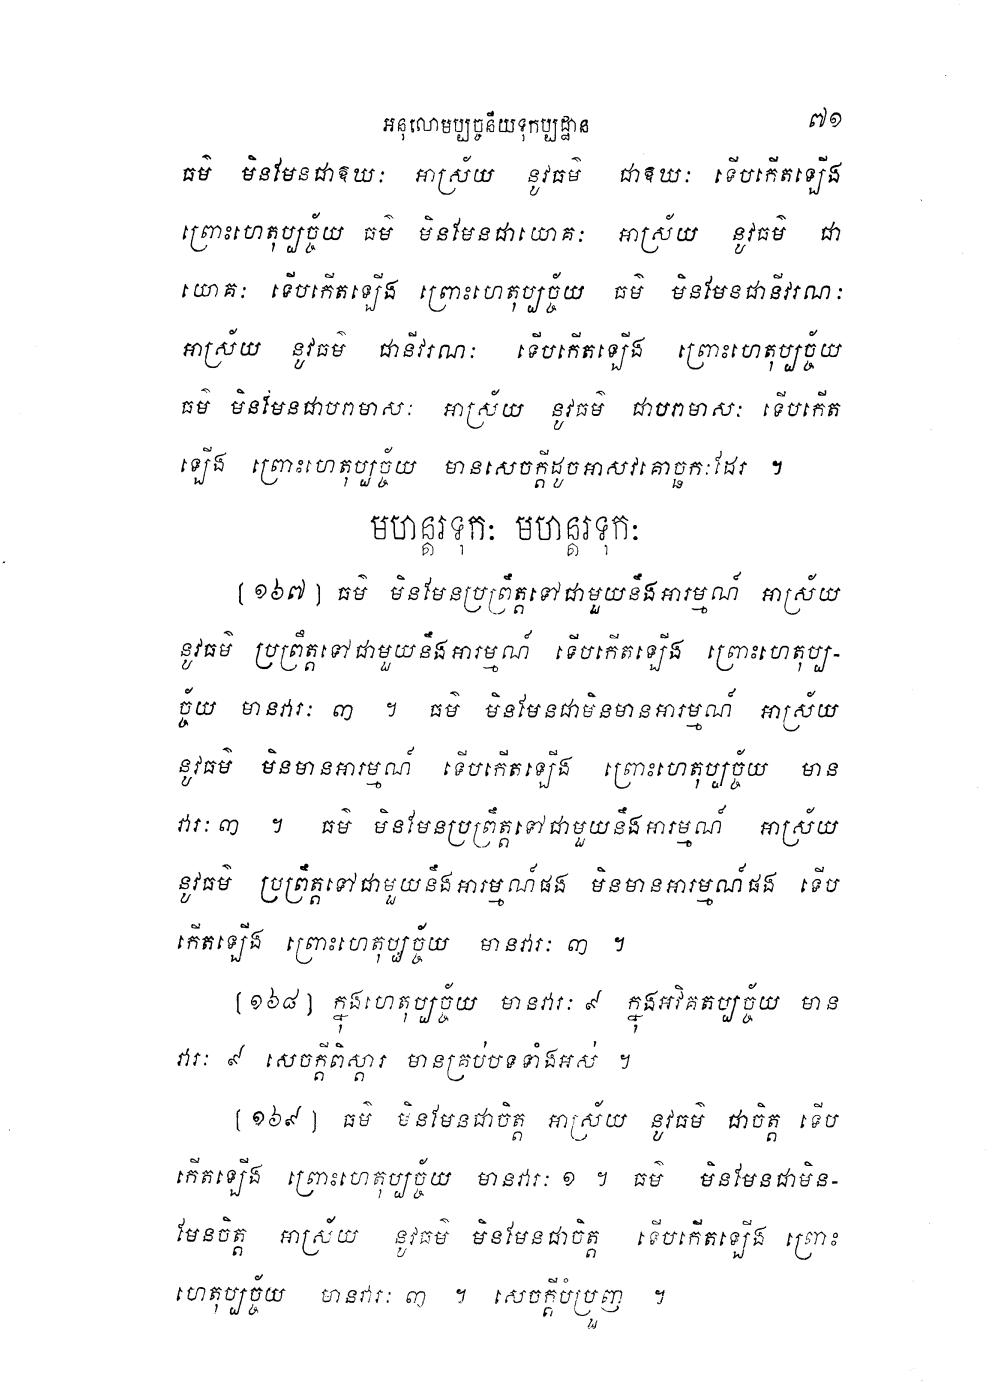 អនុលោមប្បច្ចនីយទុកប្បដ្ឋាន ៧១
ធម៌ មិនមែនជាឱឃៈ អាស្រ័យ នូវធម៌ ជាឱឃៈ ទើបកើតឡើង
ព្រោះហេតុប្បច្ច័យ ធម៌ មិនមែនជាយោគៈ អាស្រ័យ នូវធម៌ ជា
យោគៈ ទើបកើតឡើង ព្រោះហេតុប្បច្ច័យ ធម៌ មិនមែនជានីវរណៈ
អាស្រ័យ នូវធម៌ ជានីវរណៈ ទើបកើតឡើង ព្រោះហេតុប្បច្ច័យ
ធម៌ មិនមែនជាបរាមាសៈ អាស្រ័យ នូវធម៌ ជាបរាមាសៈ ទើបកើត
ឡើង ព្រោះហេតុប្បច្ច័យ មានសេចក្តីដូចអាសវគោច្ឆកៈដែរ ។
មហន្តរទុកៈ មហន្តរទុកៈ
[១៦៧] ធម៌ មិនមែនប្រព្រឹត្តទៅជាមួយនឹងអារម្មណ៍ អាស្រ័យ
នូវធម៌ ប្រព្រឹត្តទៅជាមួយនឹងអារម្មណ៍ ទើបកើតឡើង ព្រោះហេតុប្ប-
ច្ច័យ មានវារៈ ៣ ។ ធម៌ មិនមែនជាមិនមានអារម្មណ៍ អាស្រ័យ
នូវធម៌ មិនមានអារម្មណ៍ ទើបកើតឡើង ព្រោះហេតុប្បច្ច័យ មាន
វារៈ ៣ ។ ធម៌ មិនមែនប្រព្រឹត្តទៅជាមួយនឹងអារម្មណ៍ អាស្រ័យ
នូវធម៌ ប្រព្រឹត្តទៅជាមួយនឹងអារម្មណ៍ផង មិនមានអារម្មណ៍ផង ទើប
កើតឡើង ព្រោះហេតុប្បច្ច័យ មានវារៈ ៣ ។
[១៦៨] ក្នុងហេតុប្បច្ច័យ មានវារៈ ៩ ក្នុងអវិគតប្បច្ច័យ មាន
វារៈ ៩ សេចក្តីពិស្តារ មានគ្រប់បទទាំងអស់ ។
[១៦៩] ធម៌ មិនមែនជាចិត្ត អាស្រ័យ នូវធម៌ ជាចិត្ត ទើប
កើតឡើង ព្រោះហេតុប្បច្ច័យ មានវារៈ ១ ។ ធម៌ មិនមែនជាមិន-
មែនចិត្ត អាស្រ័យ នូវធម៌ មិនមែនជាចិត្ត ទើបកើតឡើង ព្រោះ
ហេតុប្បច្ច័យ មានវារៈ ៣ ។ សេចក្តីបំប្រួញ ។